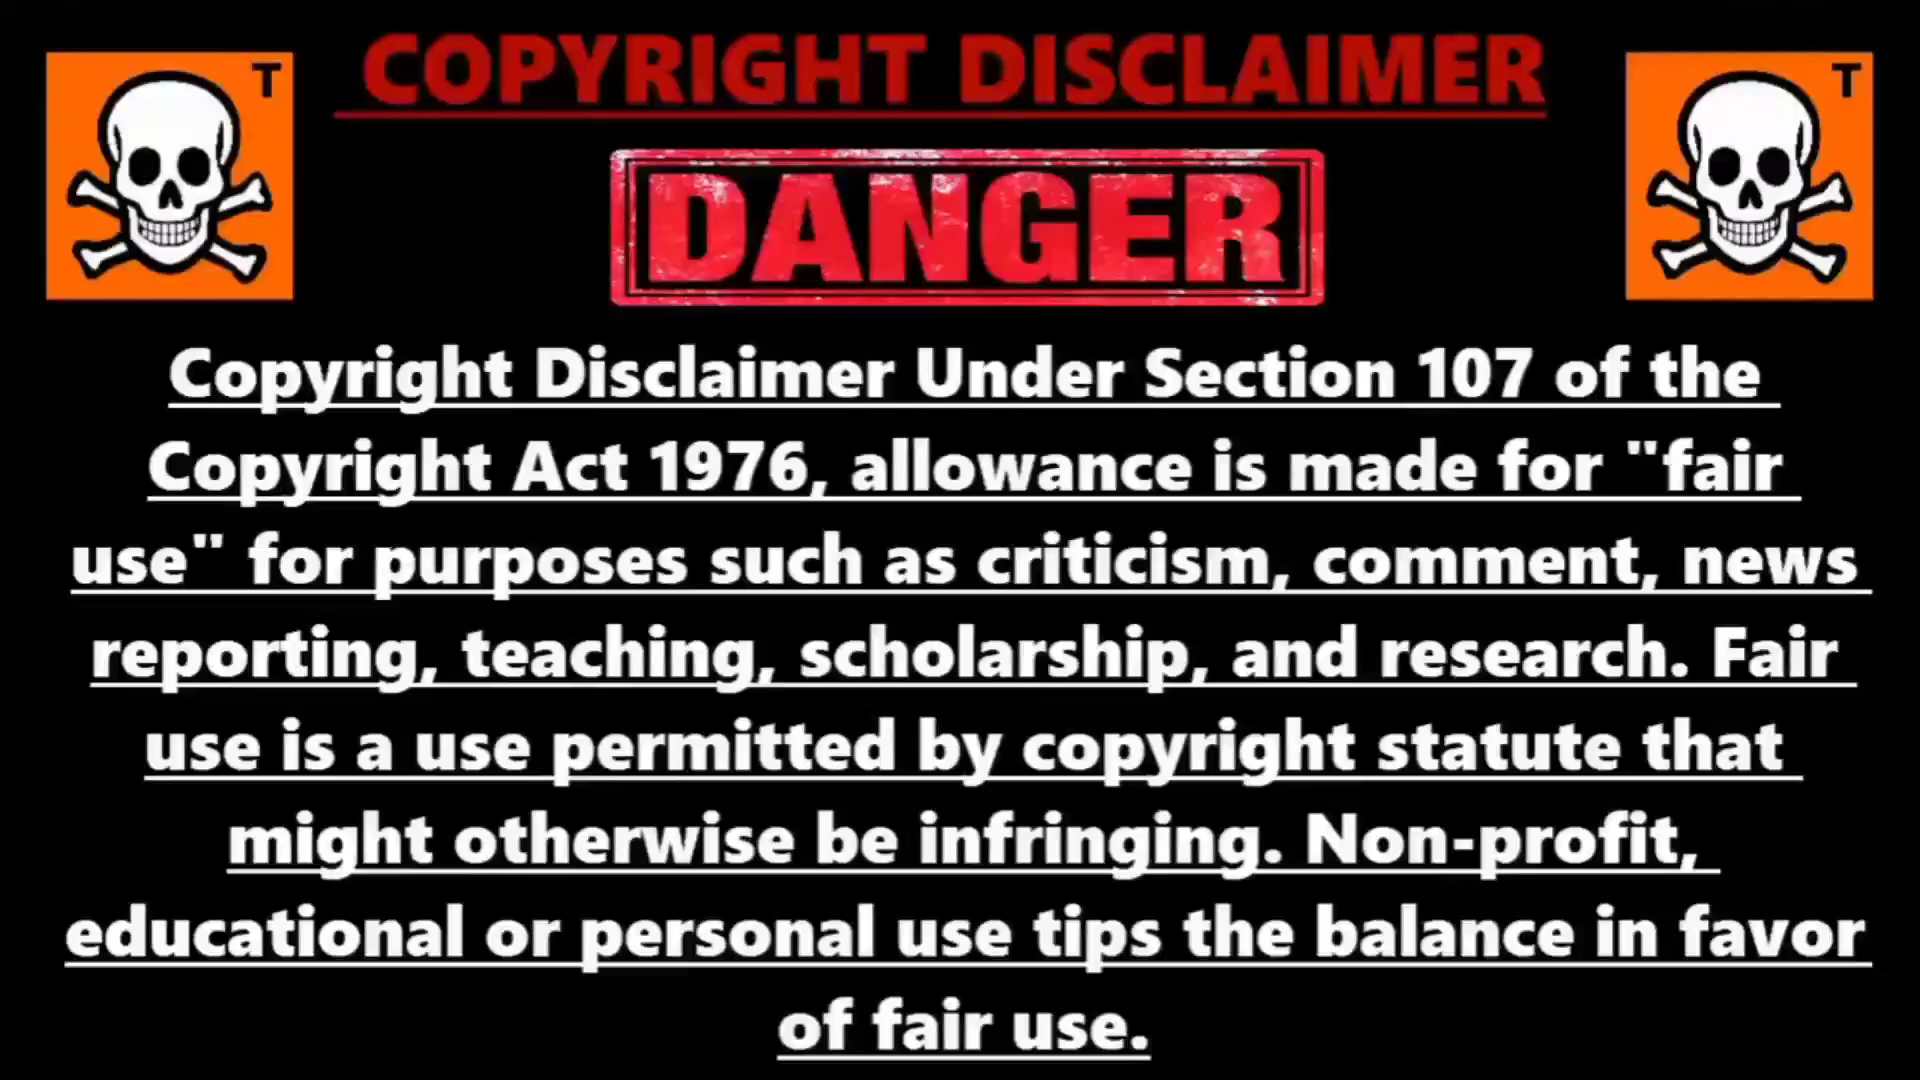 T
COPYRIGHT DISCLAIMER
T
DANGER
Copyright Disclaimer Under Section 107 of the
Copyright Act 1976, allowance is made for "fair
use" for purposes such as criticism, comment, news
reporting, teaching, scholarship, and research. Fair
use is a use permitted by copyright statute that
might otherwise be infringing. Non-profit,
educational or personal use tips the balance in favor
of fair use.